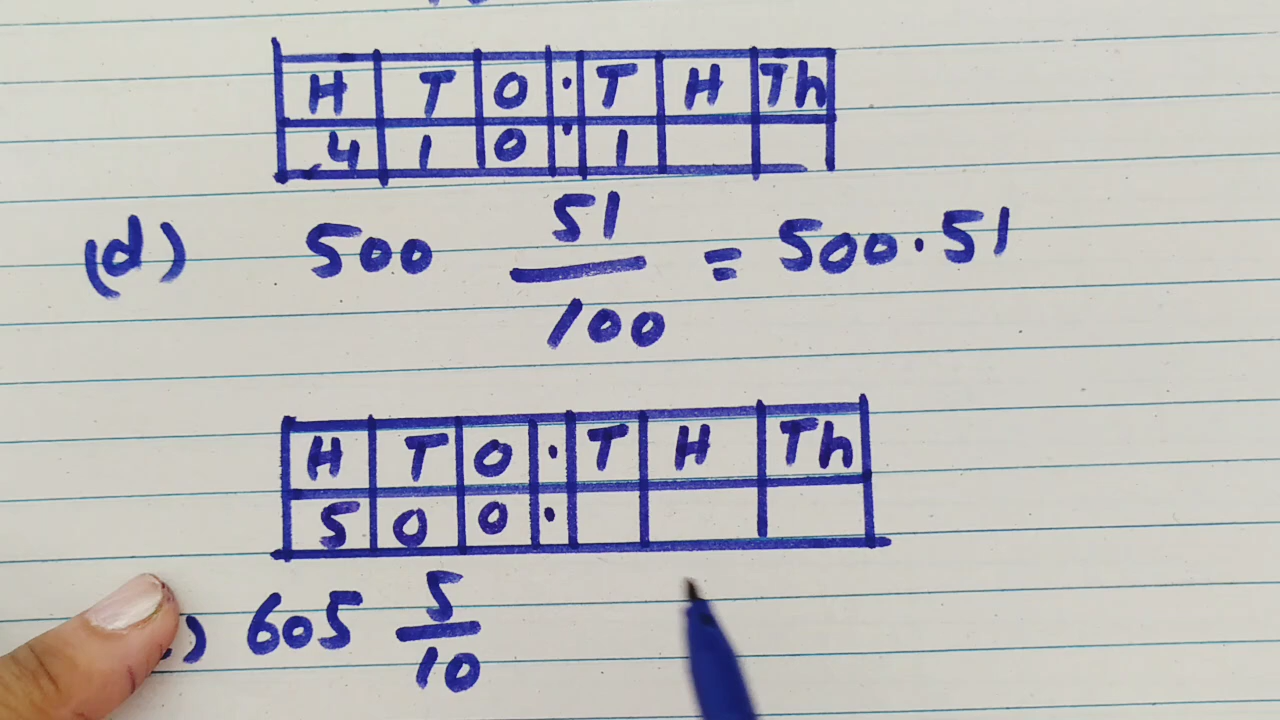 H T O . T H Th
4 1 0 . 1
(d) 500 51/100 = 500.51
H T O . T H Th
5 0 0 .
) 605 5/10